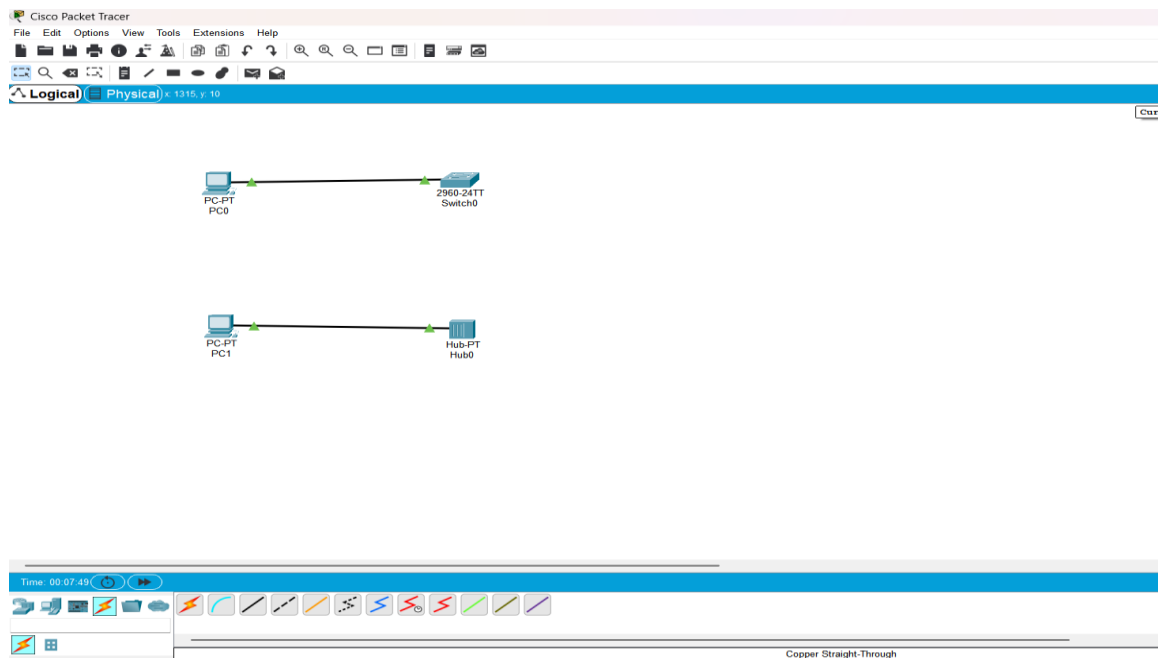 Cisco Packet Tracer
File Edit Options View Tools Extensions Help
Logical Physical x: 1315, y: 10
PC-PT
PC0
2960-24TT
Switch0
PC-PT
PC1
Hub-PT
Hub0
Time: 00:07:49
Copper Straight-Through